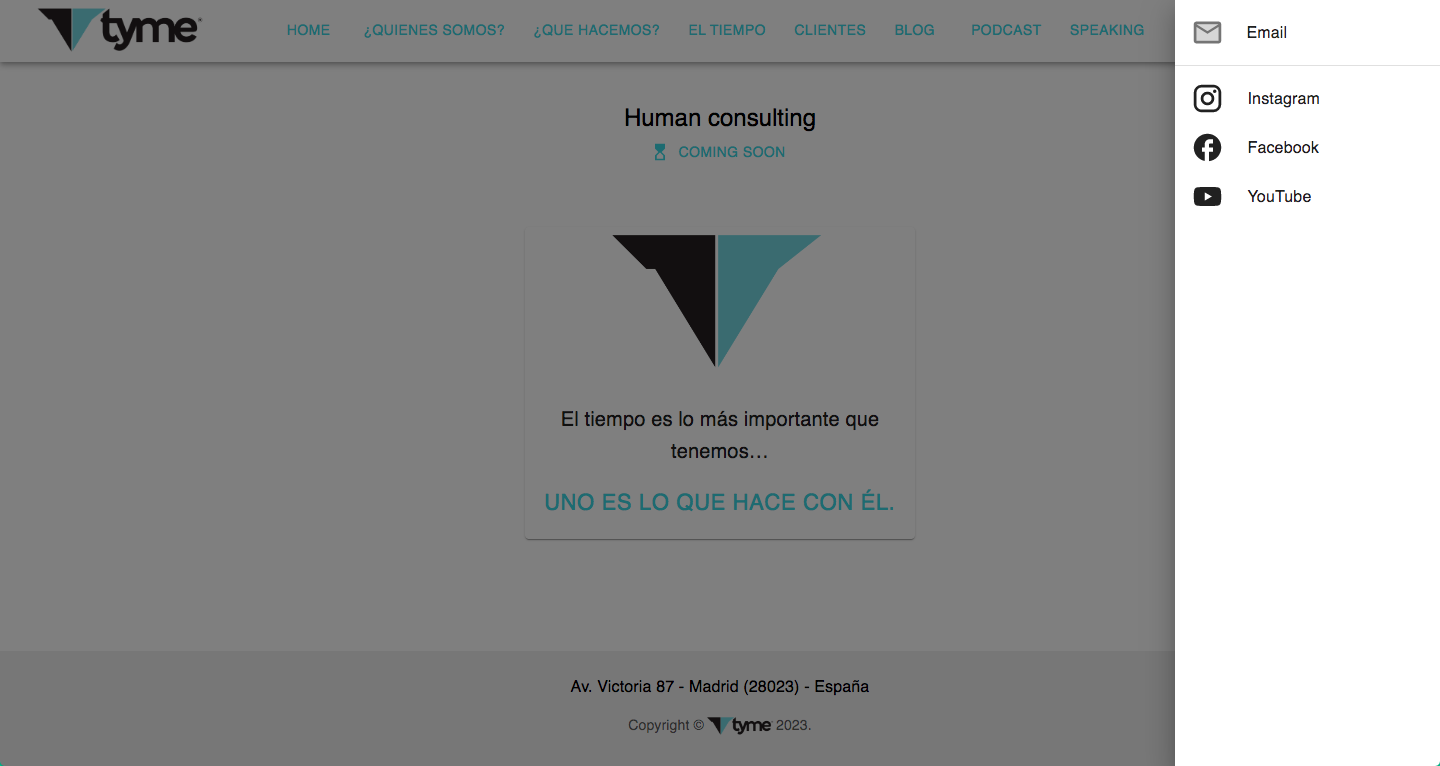 tyme
HOME ¿QUIENES SOMOS? ¿QUE HACEMOS? EL TIEMPO CLIENTES BLOG PODCAST SPEAKING
Email
Instagram
Facebook
YouTube
Human consulting
COMING SOON
El tiempo es lo más importante que
tenemos…
UNO ES LO QUE HACE CON ÉL.
Av. Victoria 87 - Madrid (28023) - España
Copyright © tyme 2023.